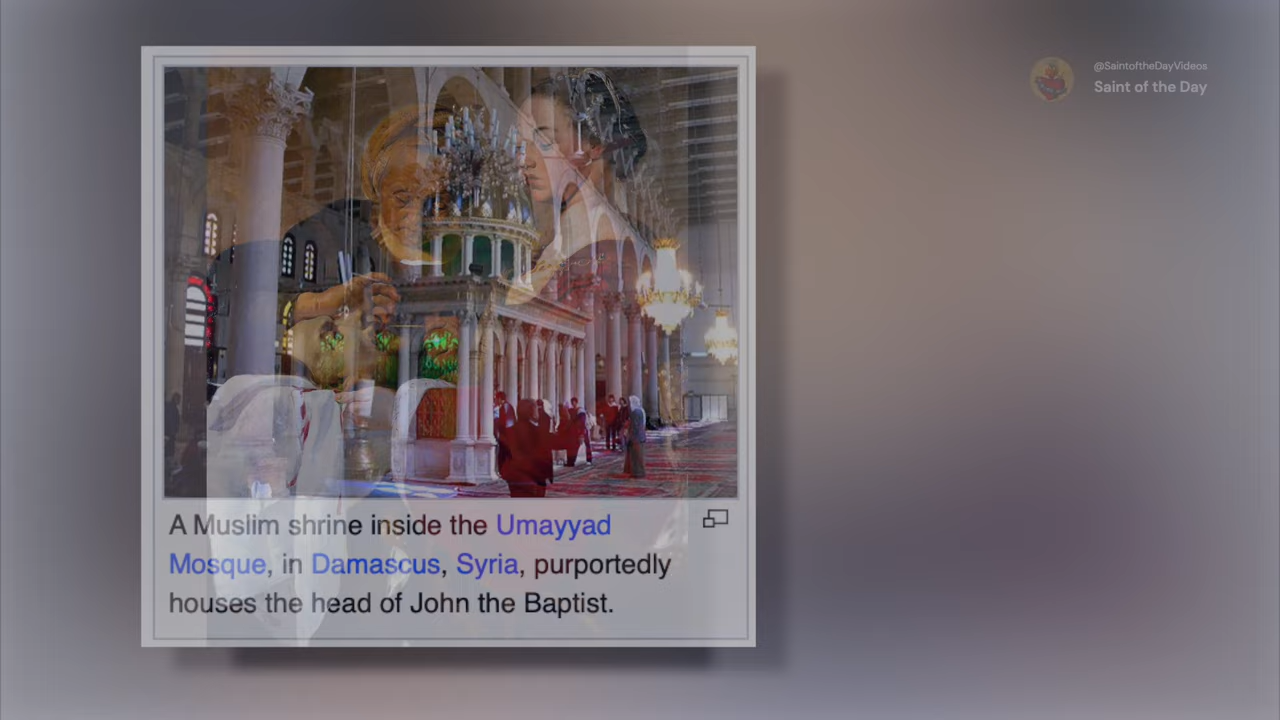 @SaintoftheDayVideos
Saint of the Day
A Muslim shrine inside the Umayyad
Mosque, in Damascus, Syria, purportedly
houses the head of John the Baptist.